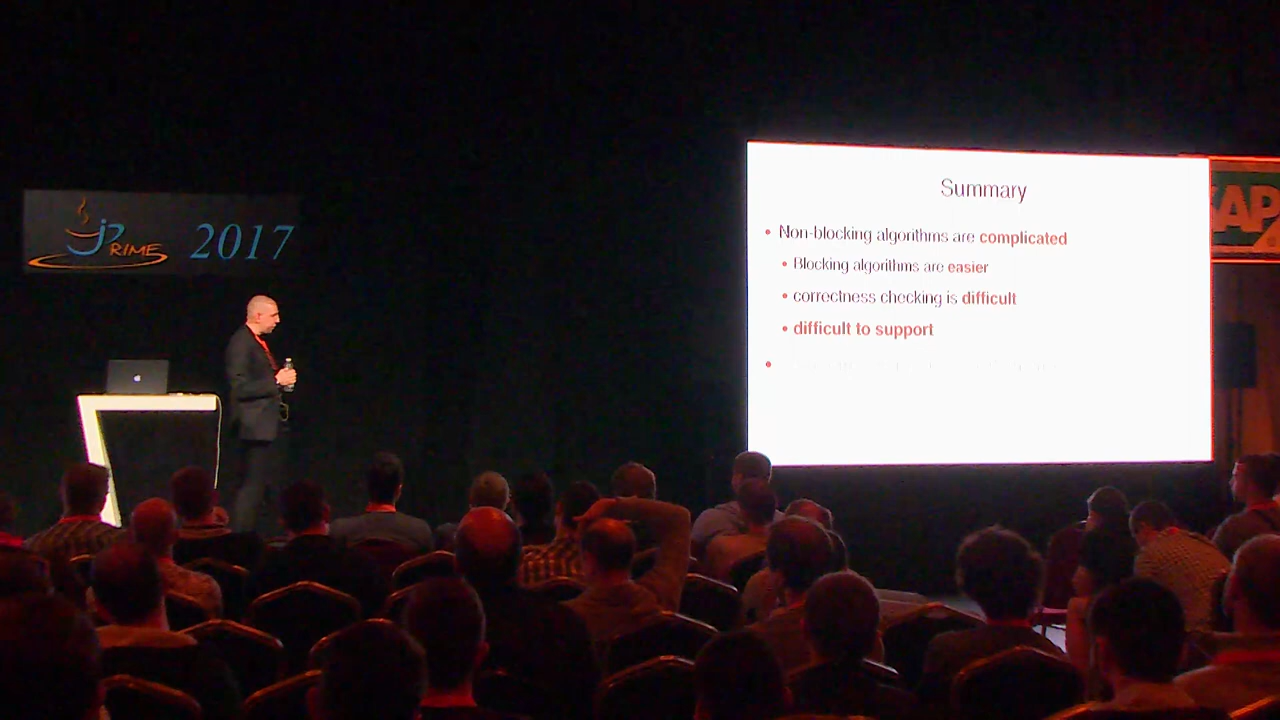 JPRIME 2017
Summary
• Non-blocking algorithms are complicated
• Blocking algorithms are easier
• correctness checking is difficult
• difficult to support
•
SAP